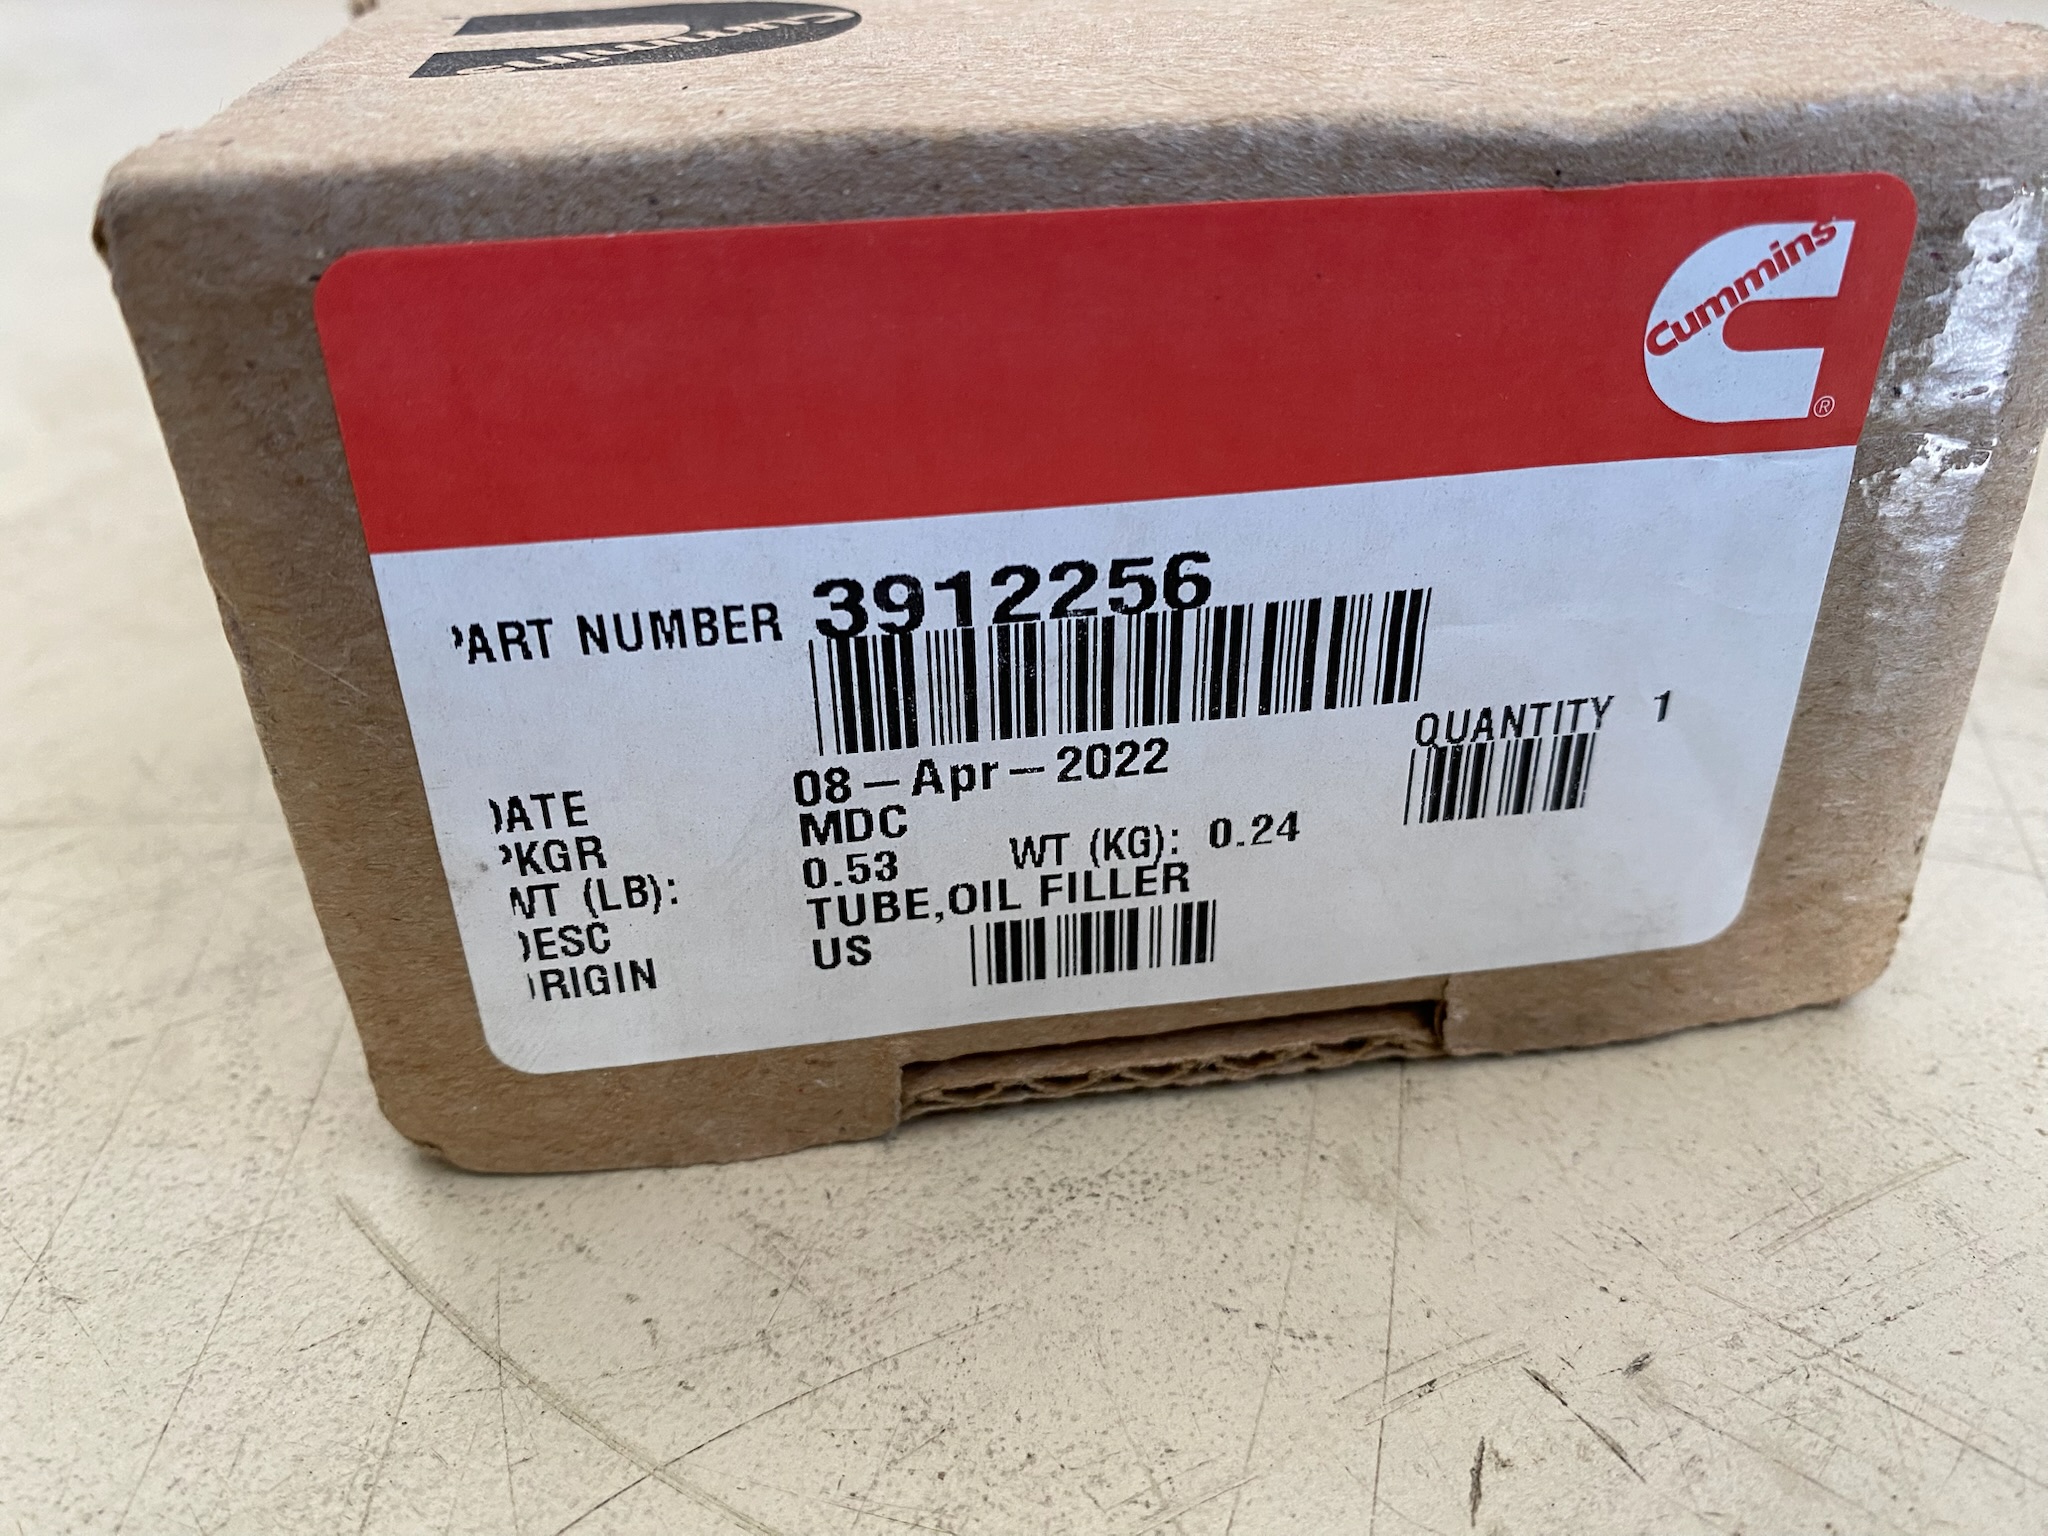 Cummins
Cummins
®
PART NUMBER 3912256
QUANTITY 1
DATE 08-Apr-2022
PKGR MDC
WT (LB): 0.53 WT (KG): 0.24
DESC TUBE,OIL FILLER
ORIGIN US